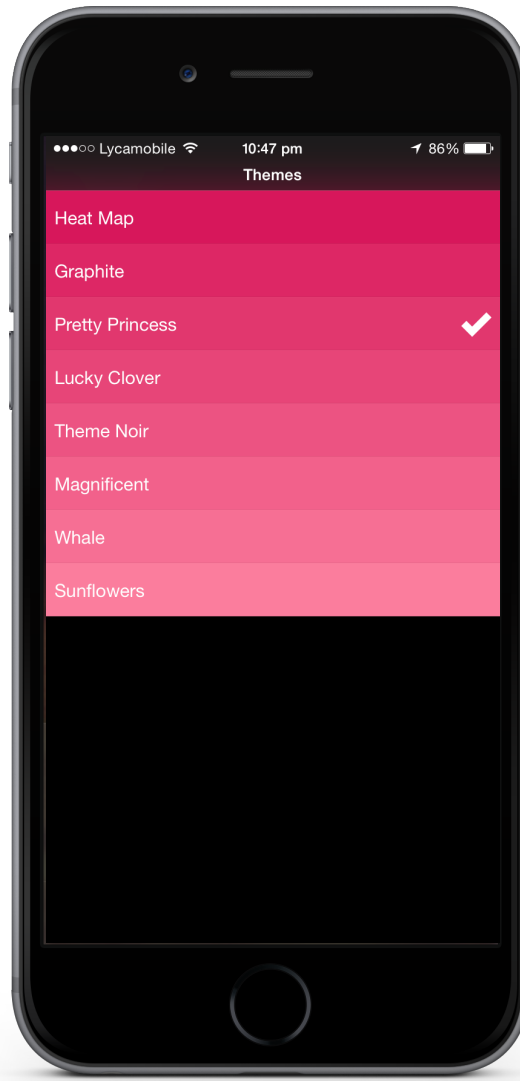 Lycamobile 10:47 pm 86%
Themes
Heat Map
Graphite
Pretty Princess
Lucky Clover
Theme Noir
Magnificent
Whale
Sunflowers